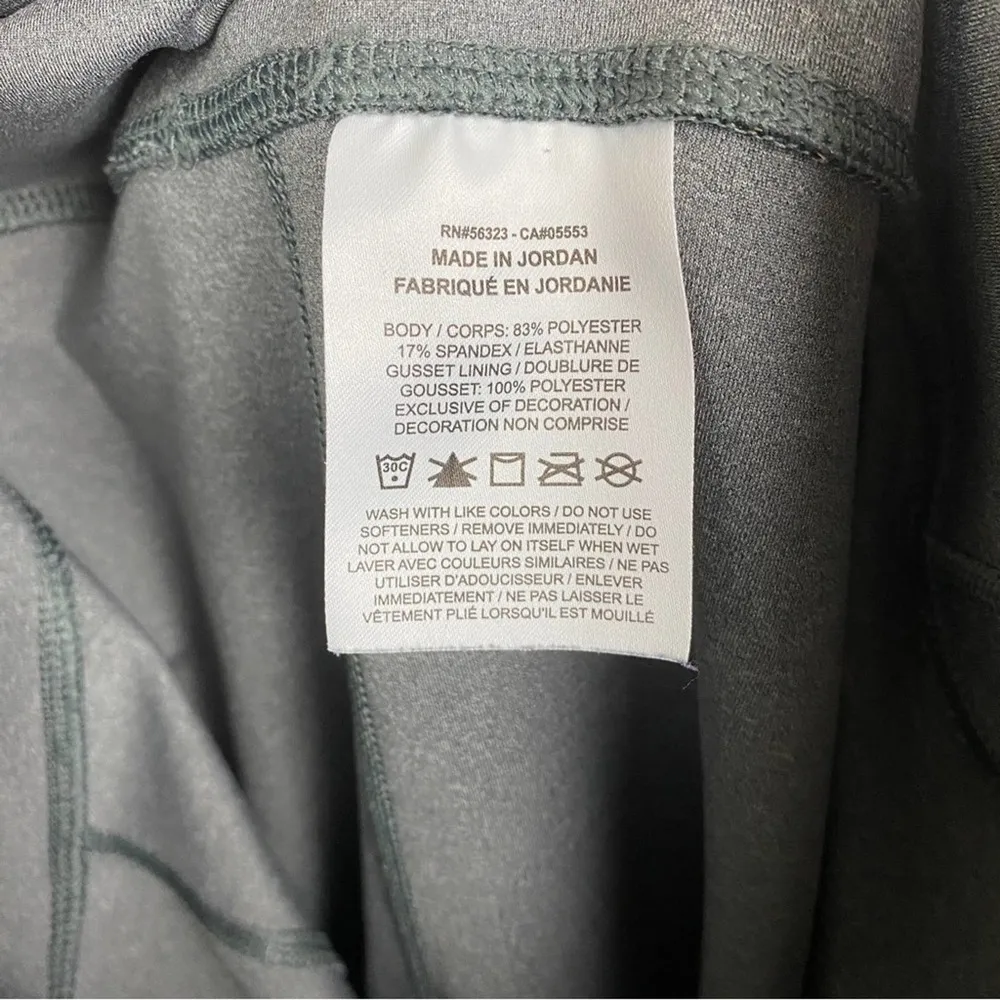 RN#56323 - CA#05553
MADE IN JORDAN
FABRIQUÉ EN JORDANIE
BODY / CORPS: 83% POLYESTER
17% SPANDEX / ELASTHANNE
GUSSET LINING / DOUBLURE DE
GOUSSET: 100% POLYESTER
EXCLUSIVE OF DECORATION /
DECORATION NON COMPRISE
30C
WASH WITH LIKE COLORS / DO NOT USE
SOFTENERS / REMOVE IMMEDIATELY / DO
NOT ALLOW TO LAY ON ITSELF WHEN WET
LAVER AVEC COULEURS SIMILAIRES / NE PAS
UTILISER D'ADOUCISSEUR / ENLEVER
IMMEDIATEMENT / NE PAS LAISSER LE
VÊTEMENT PLIÉ LORSQU'IL EST MOUILLÉ